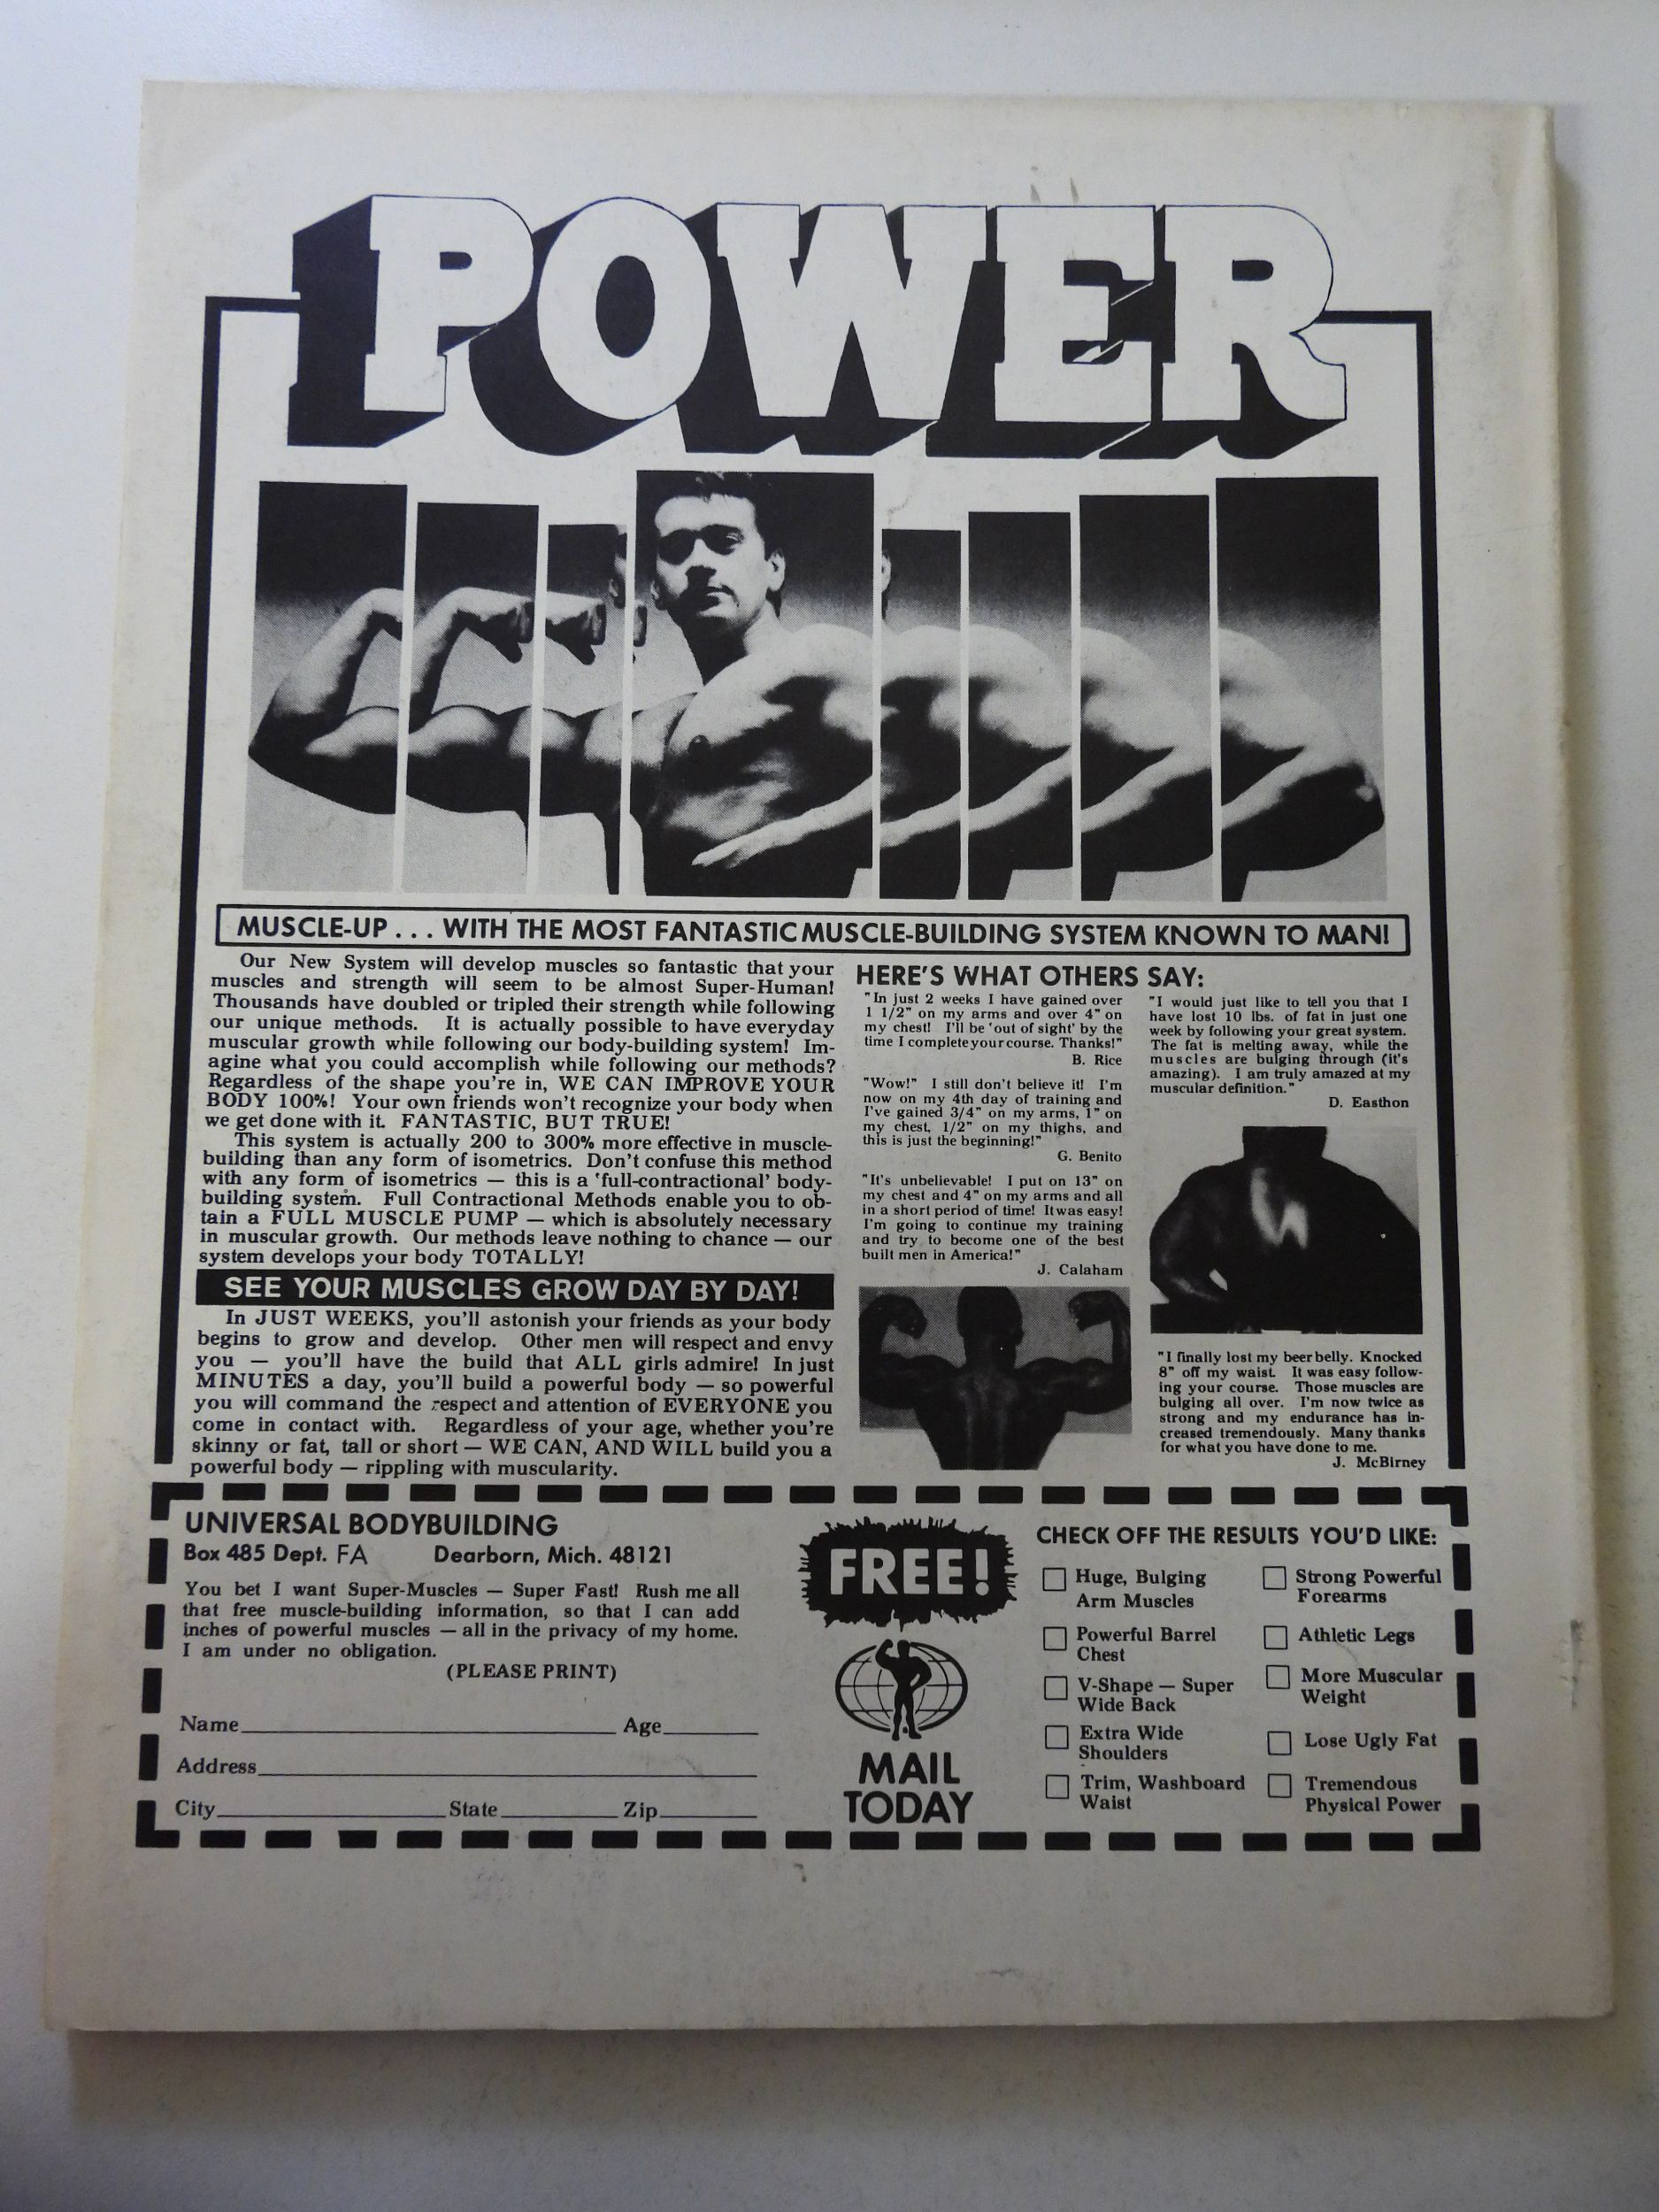 POWER
MUSCLE-UP . . . WITH THE MOST FANTASTIC MUSCLE-BUILDING SYSTEM KNOWN TO MAN!
Our New System will develop muscles so fantastic that your
muscles and strength will seem to be almost Super-Human!
Thousands have doubled or tripled their strength while following
our unique methods. It is actually possible to have everyday
muscular growth while following our body-building system! Im-
agine what you could accomplish while following our methods?
Regardless of the shape you're in, WE CAN IMPROVE YOUR
BODY 100%! Your own friends won't recognize your body when
we get done with it. FANTASTIC, BUT TRUE!
This system is actually 200 to 300% more effective in muscle-
building than any form of isometrics. Don't confuse this method
with any form of isometrics — this is a 'full-contractional' body-
building system. Full Contractional Methods enable you to ob-
tain a FULL MUSCLE PUMP — which is absolutely necessary
in muscular growth. Our methods leave nothing to chance — our
system develops your body TOTALLY!
SEE YOUR MUSCLES GROW DAY BY DAY!
In JUST WEEKS, you'll astonish your friends as your body
begins to grow and develop. Other men will respect and envy
you — you'll have the build that ALL girls admire! In just
MINUTES a day, you'll build a powerful body — so powerful
you will command the respect and attention of EVERYONE you
come in contact with. Regardless of your age, whether you're
skinny or fat, tall or short — WE CAN, AND WILL build you a
powerful body — rippling with muscularity.
HERE'S WHAT OTHERS SAY:
"In just 2 weeks I have gained over
1 1/2" on my arms and over 4" on
my chest! I'll be 'out of sight' by the
time I complete your course. Thanks!"
B. Rice
"Wow!" I still don't believe it! I'm
now on my 4th day of training and
I've gained 3/4" on my arms, 1" on
my chest, 1/2" on my thighs, and
this is just the beginning!"
G. Benito
"It's unbelievable! I put on 13" on
my chest and 4" on my arms and all
in a short period of time! It was easy!
I'm going to continue my training
and try to become one of the best
built men in America!"
J. Calaham
"I would just like to tell you that I
have lost 10 lbs. of fat in just one
week by following your great system.
The fat is melting away, while the
muscles are bulging through (it's
amazing). I am truly amazed at my
muscular definition."
D. Easthon
"I finally lost my beer belly. Knocked
8" off my waist. It was easy follow-
ing your course. Those muscles are
bulging all over. I'm now twice as
strong and my endurance has in-
creased tremendously. Many thanks
for what you have done to me.
J. McBirney
UNIVERSAL BODYBUILDING
Box 485 Dept. FA Dearborn, Mich. 48121
You bet I want Super-Muscles — Super Fast! Rush me all
that free muscle-building information, so that I can add
inches of powerful muscles — all in the privacy of my home.
I am under no obligation.
(PLEASE PRINT)
Name Age
Address
City State Zip
FREE!
MAIL
TODAY
CHECK OFF THE RESULTS YOU'D LIKE:
Huge, Bulging
Arm Muscles
Powerful Barrel
Chest
V-Shape — Super
Wide Back
Extra Wide
Shoulders
Trim, Washboard
Waist
Strong Powerful
Forearms
Athletic Legs
More Muscular
Weight
Lose Ugly Fat
Tremendous
Physical Power